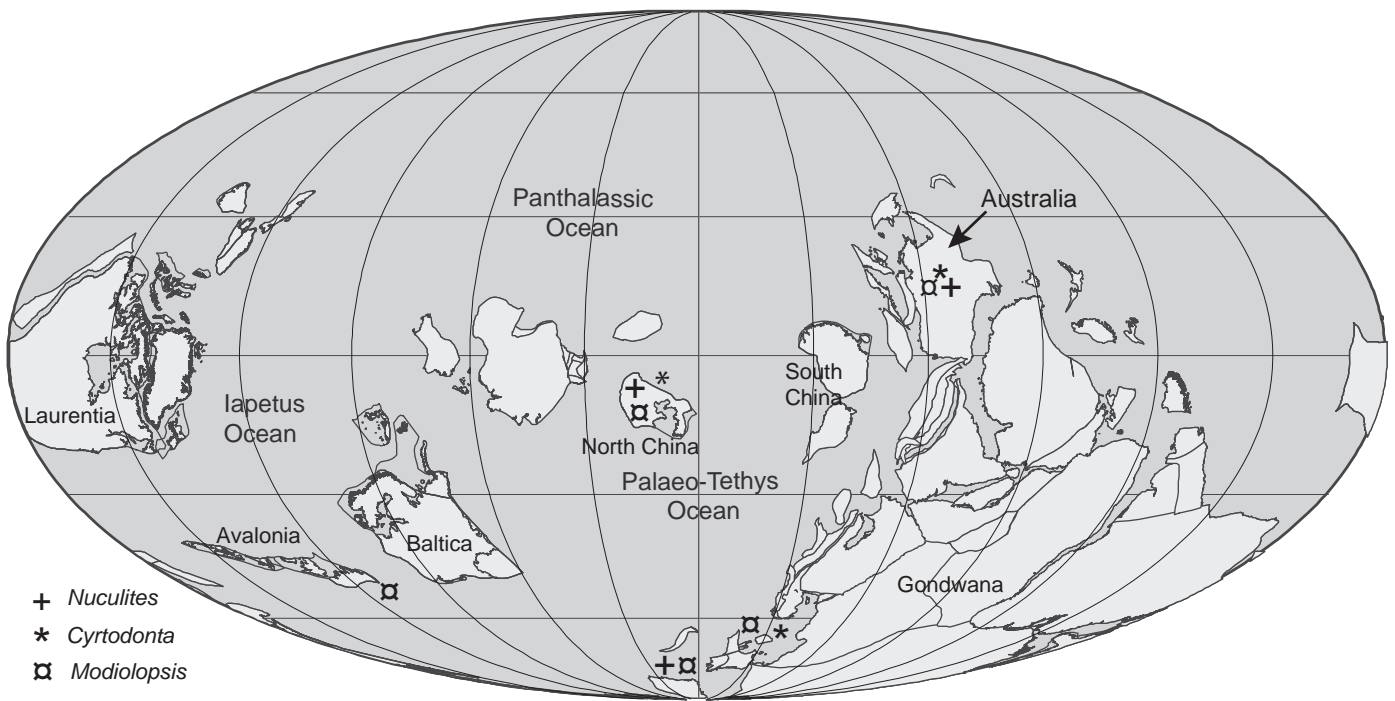 Panthalassic
Ocean
Australia
Laurentia
Iapetus
Ocean
South
China
North China
Palaeo-Tethys
Ocean
Avalonia
Baltica
Gondwana
+ Nuculites
* Cyrtodonta
¤ Modiolopsis